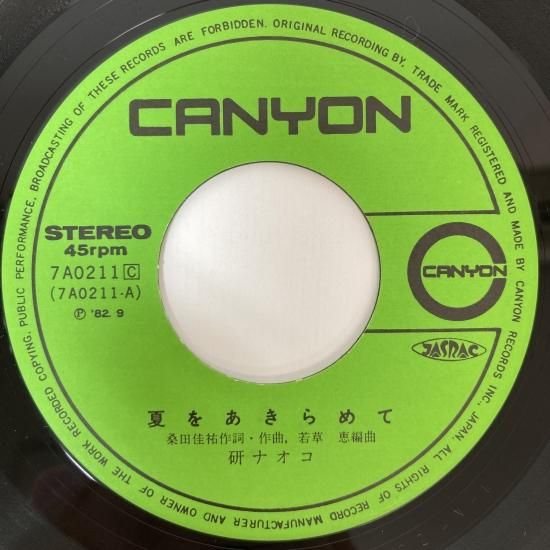 CANYON
STEREO
45rpm
7A0211 C
(7A0211-A)
Ⓟ '82. 9
CANYON
JASRAC
夏をあきらめて
桑田佳祐作詞・作曲, 若草 恵編曲
研ナオコ
BROADCASTING OF THESE RECORDS ARE FORBIDDEN. ORIGINAL RECORDING BY. TRADE MARK REGISTERED AND MADE BY CANYON RECORDS INC., JAPAN. ALL RIGHTS OF THE RECORD MANUFACTURER AND OWNER OF THE WORK RECORDED COPYING, PUBLIC PERFORMANCE,